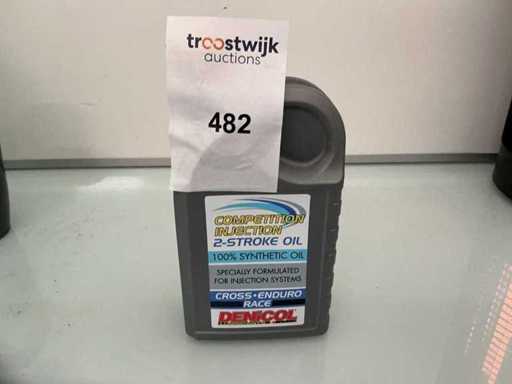 troostwijk
auctions
482
COMPETITION
INJECTION
2-STROKE OIL
100% SYNTHETIC OIL
SPECIALLY FORMULATED
FOR INJECTION SYSTEMS
CROSS•ENDURO
RACE
DENICOL